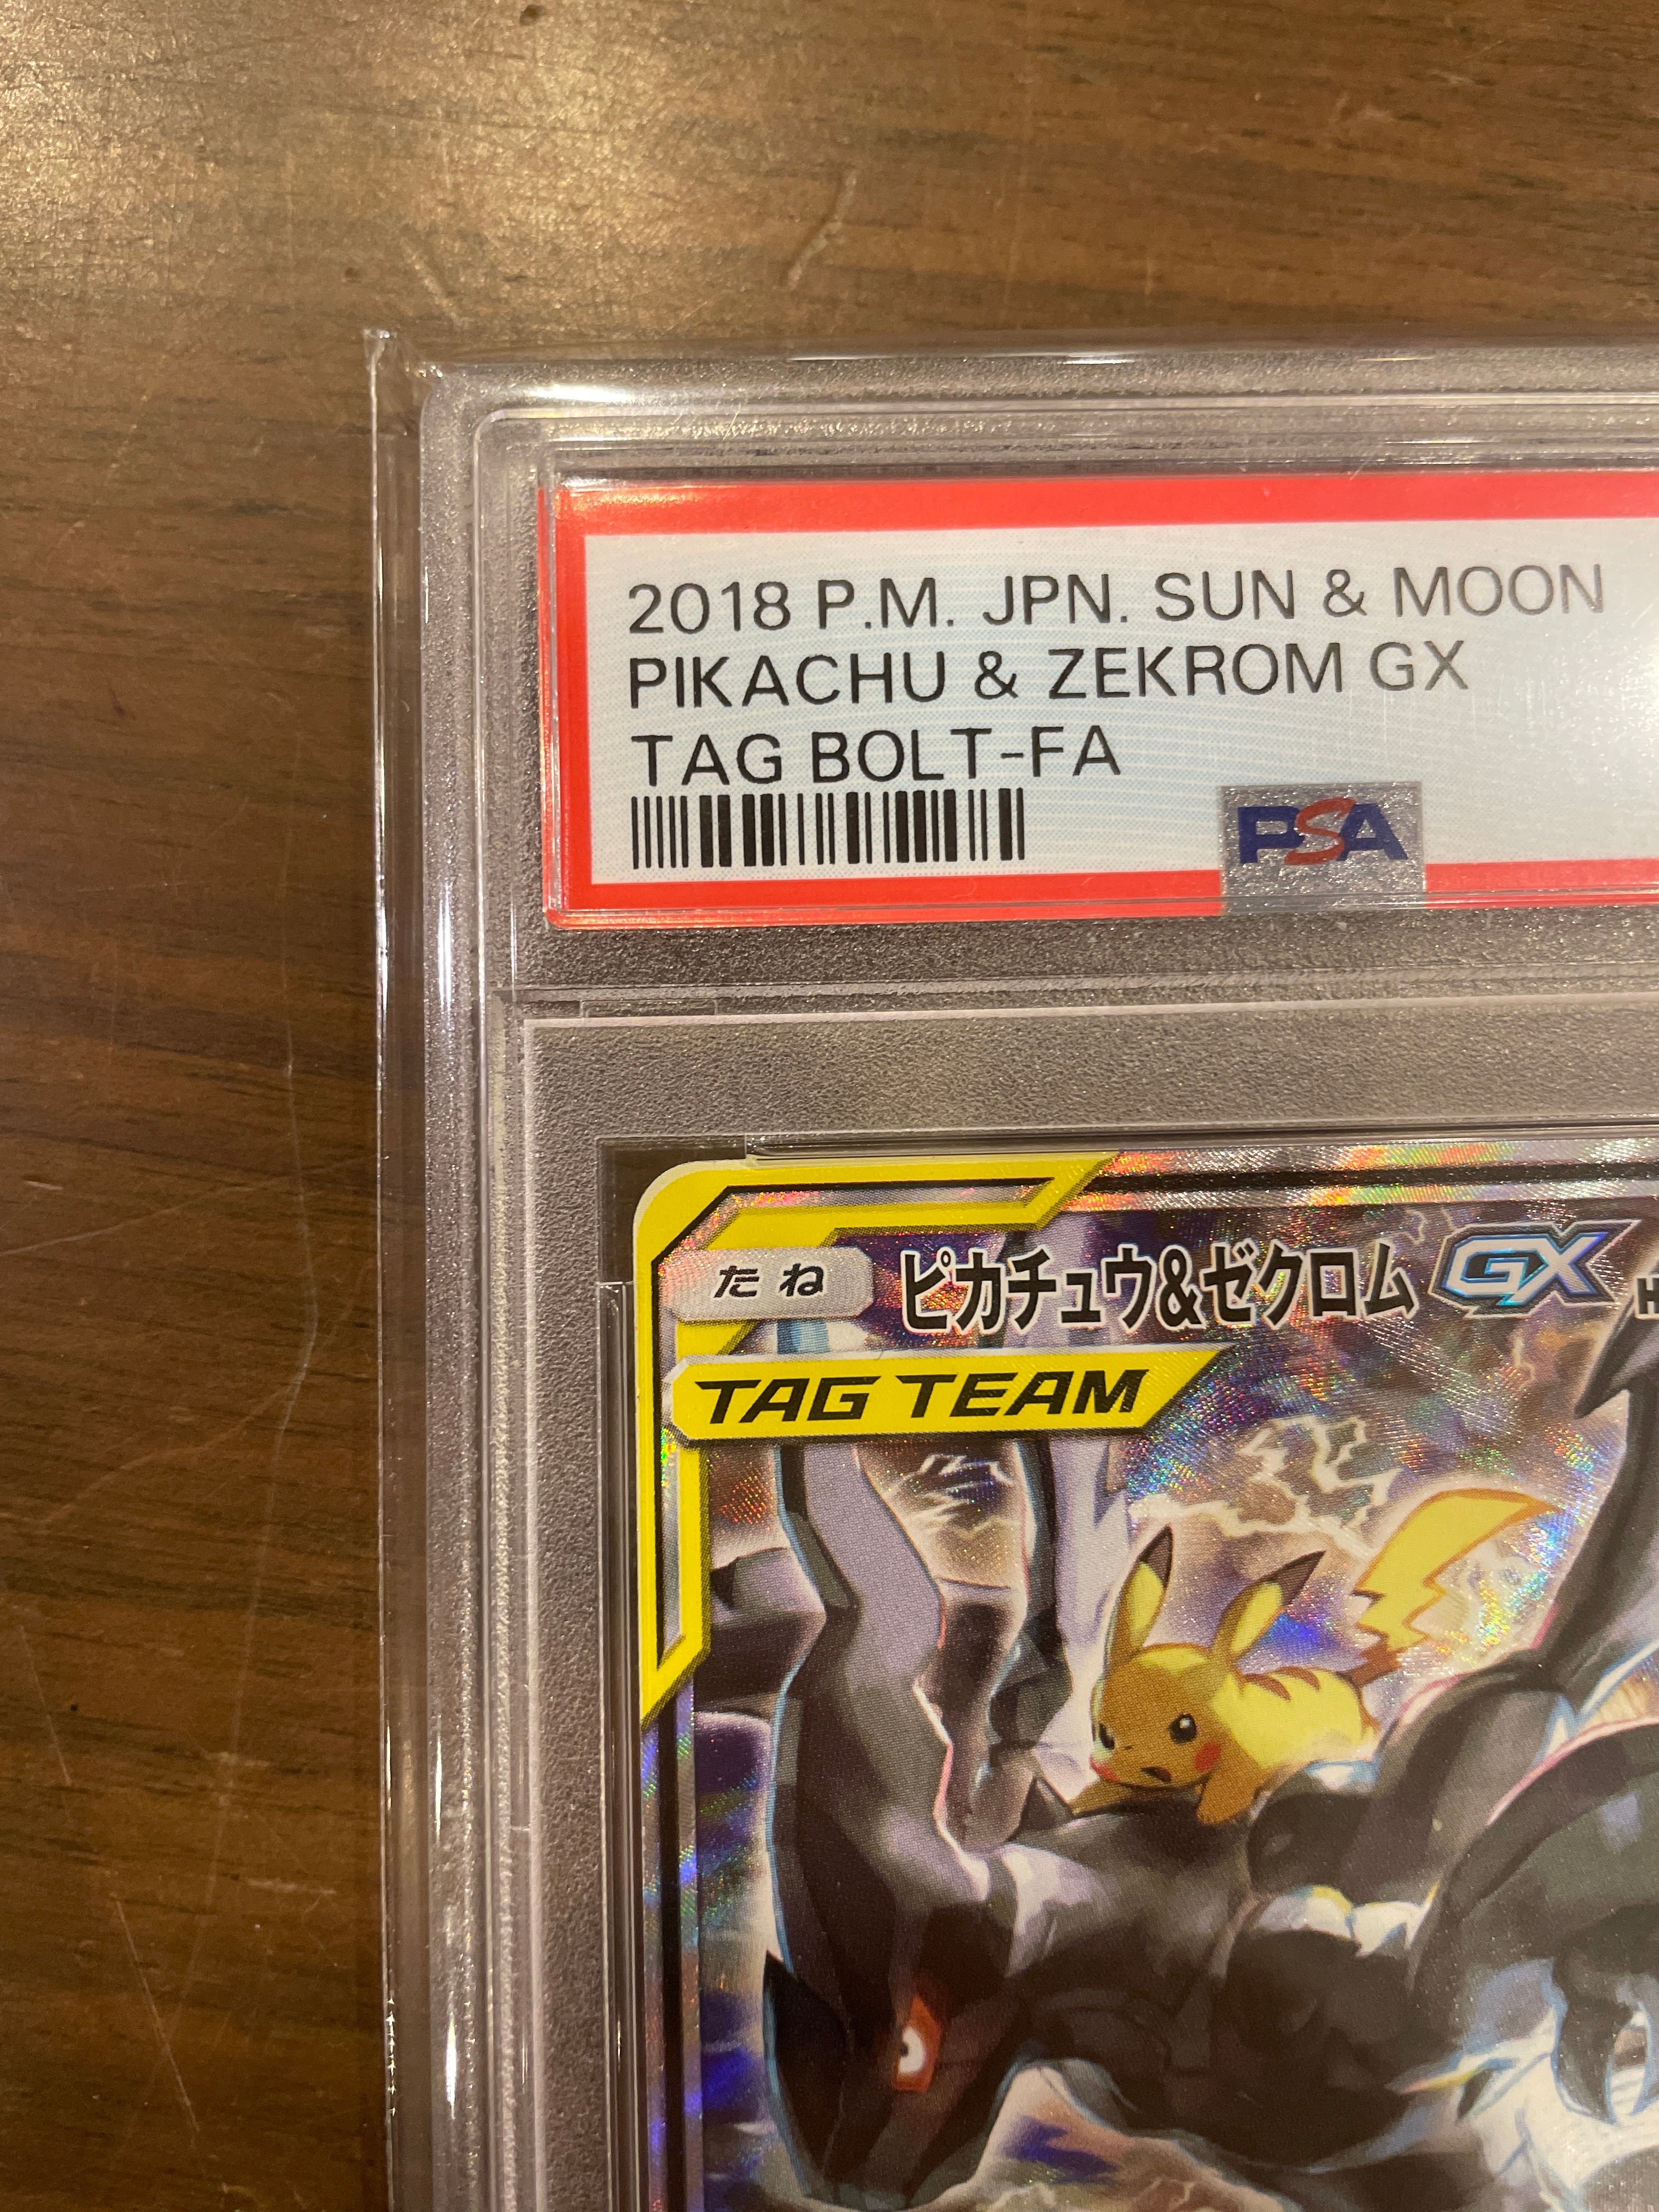 2018 P.M. JPN. SUN & MOON
PIKACHU & ZEKROM GX
TAG BOLT-FA
PSA
たね ピカチュウ&ゼクロム GX
TAG TEAM